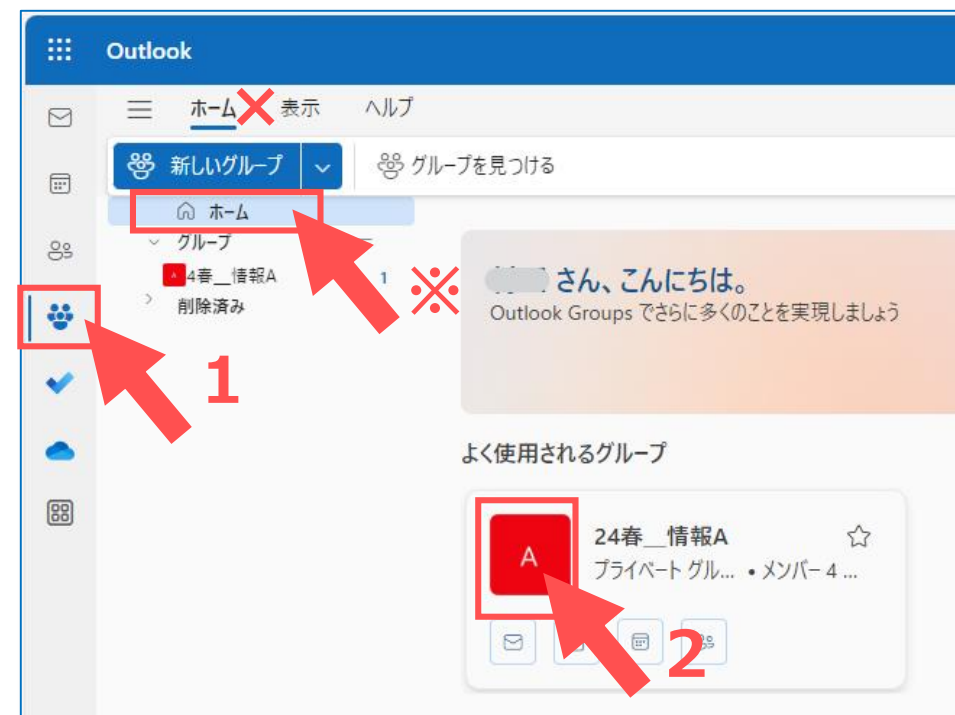 Outlook
ホーム 表示 ヘルプ
新しいグループ グループを見つける
ホーム
グループ
4春__情報A 1
削除済み
※
さん、こんにちは。
Outlook Groups でさらに多くのことを実現しましょう
1
よく使用されるグループ
A
24春__情報A
プライベート グル... • メンバー 4 ...
2